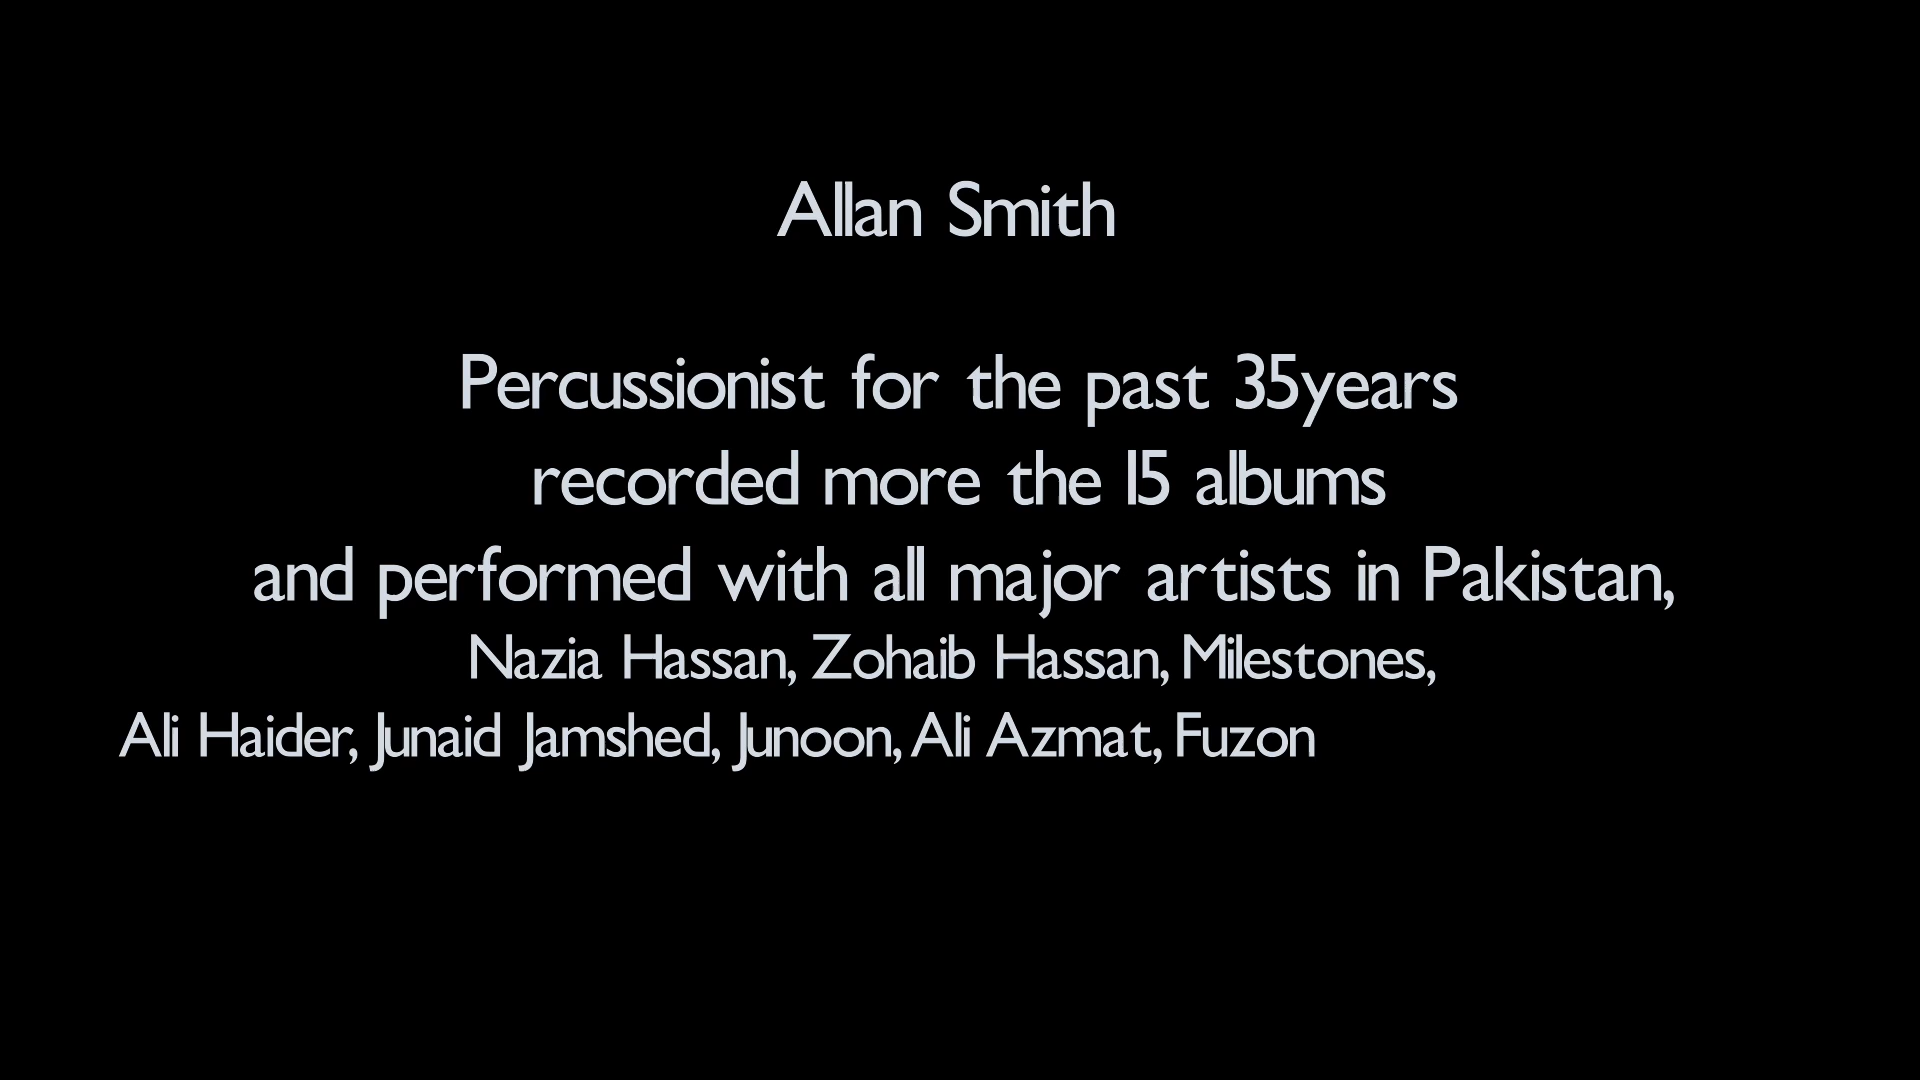 Allan Smith
Percussionist for the past 35years
recorded more the 15 albums
and performed with all major artists in Pakistan,
Nazia Hassan, Zohaib Hassan, Milestones,
Ali Haider, Junaid Jamshed, Junoon, Ali Azmat, Fuzon